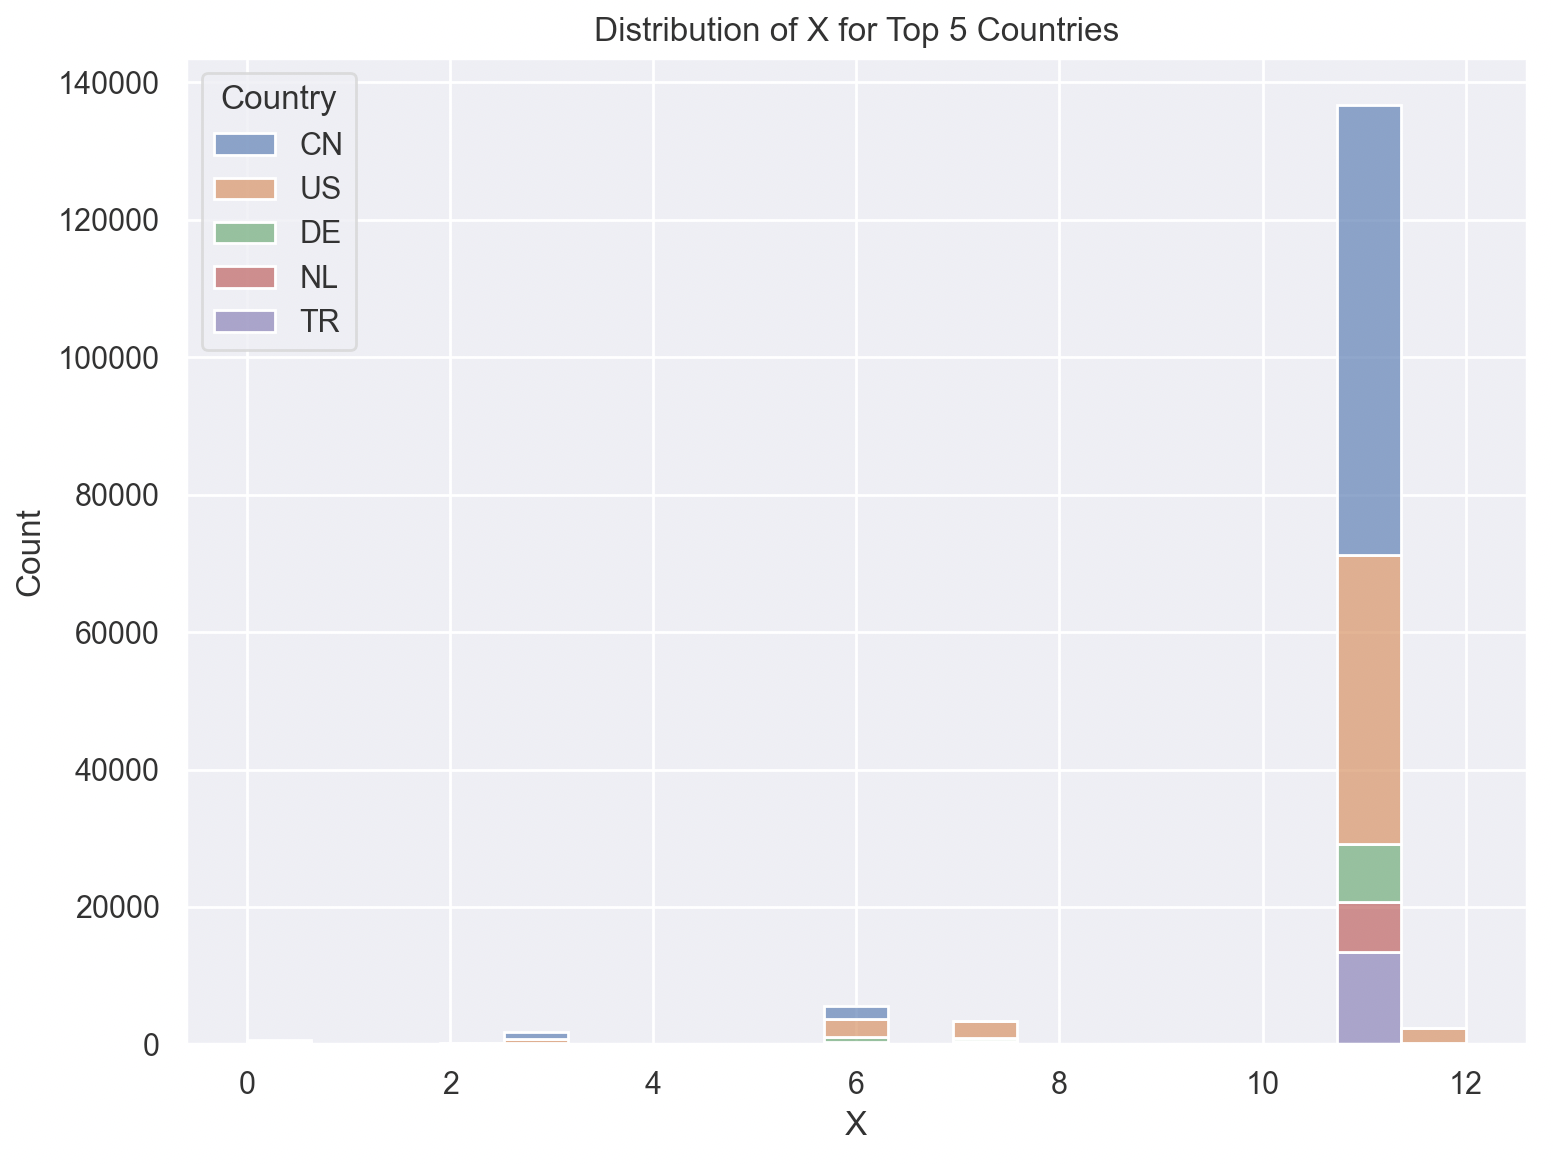 Distribution of X for Top 5 Countries
Country
CN
US
DE
NL
TR
140000
120000
100000
80000
60000
40000
20000
0
Count
0 2 4 6 8 10 12
X